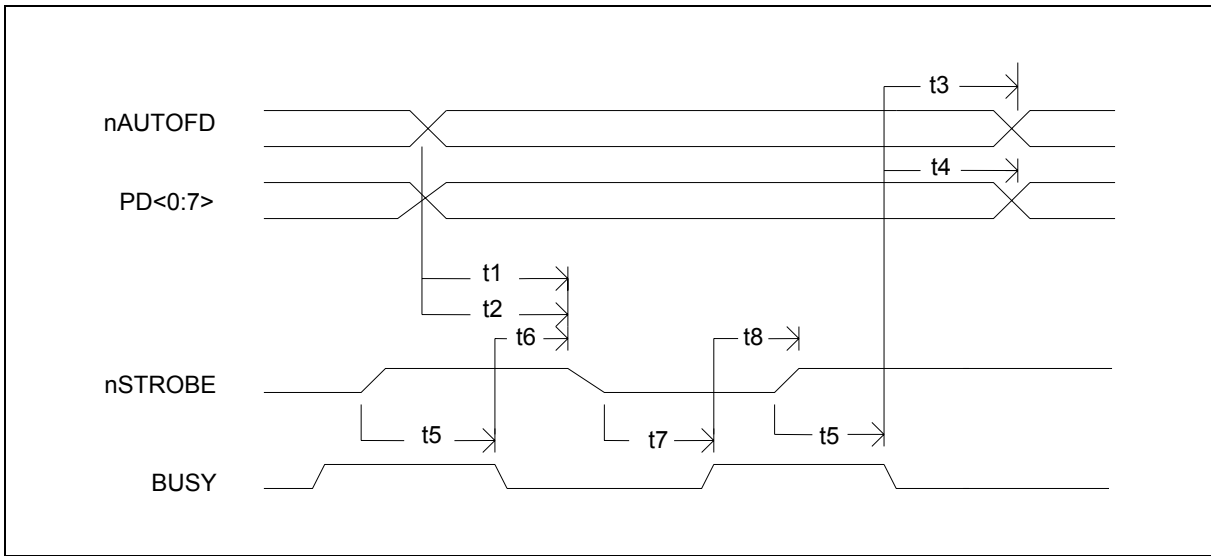 t3
nAUTOFD
t4
PD<0:7>
t1
t2
t6
t8
nSTROBE
t5
t7
t5
BUSY